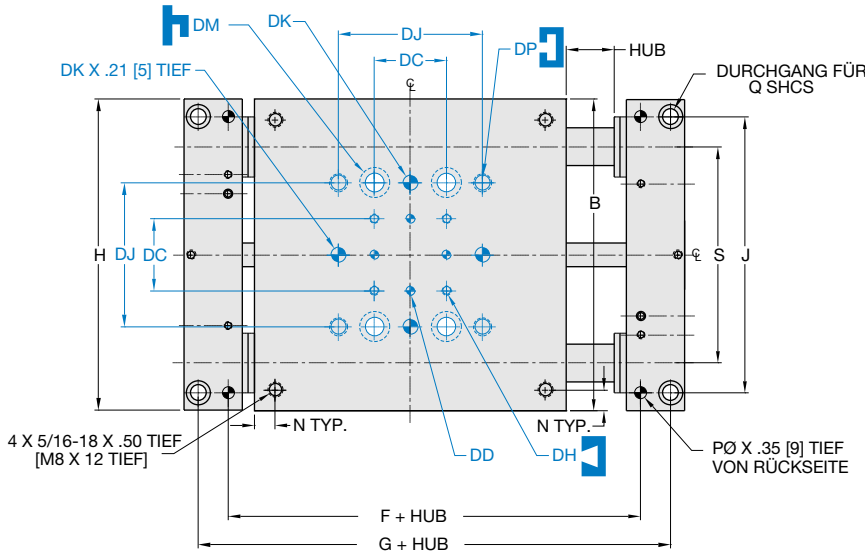 DM
DK
DJ
DP
HUB
DC
DK X .21 [5] TIEF
DURCHGANG FÜR
Q SHCS
℄
B
H
DJ
DC
℄
S
J
4 X 5/16-18 X .50 TIEF
[M8 X 12 TIEF]
N TYP.
N TYP.
DD
DH
PØ X .35 [9] TIEF
VON RÜCKSEITE
F + HUB
G + HUB